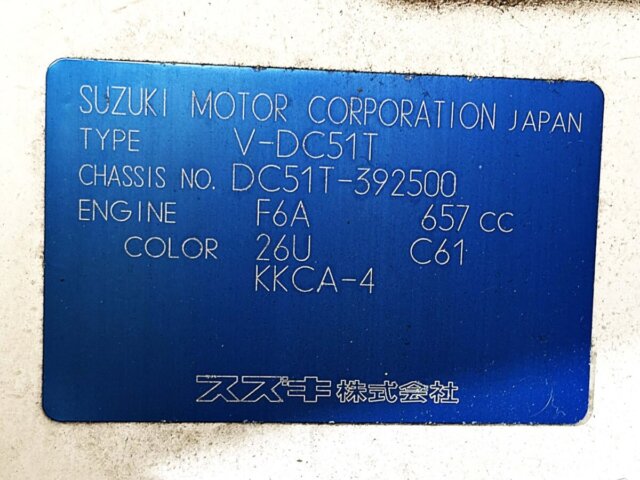 SUZUKI MOTOR CORPORATION JAPAN
TYPE V-DC51T
CHASSIS NO. DC51T-392500
ENGINE F6A 657 cc
COLOR 26U C61
KKCA-4
スズキ株式会社